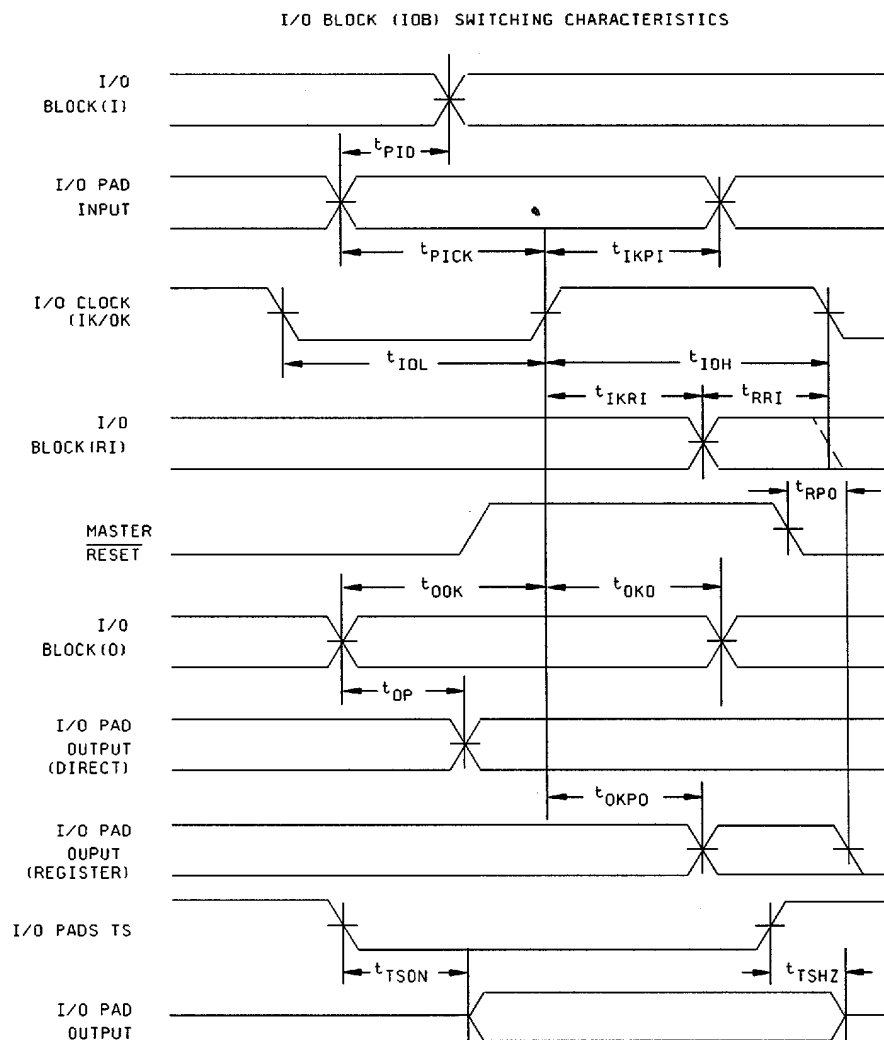 I/O BLOCK (IOB) SWITCHING CHARACTERISTICS
I/O
BLOCK(I)
tPID
I/O PAD
INPUT
tPICK
tIKPI
I/O CLOCK
(IK/OK
tIOL
tIOH
tIKRI
tRRI
I/O
BLOCK(RI)
tRPO
MASTER
RESET
tOOK
tOKO
I/O
BLOCK(O)
tOP
I/O PAD
OUTPUT
(DIRECT)
tOKPO
I/O PAD
OUPUT
(REGISTER)
I/O PADS TS
tTSON
tTSHZ
I/O PAD
OUTPUT